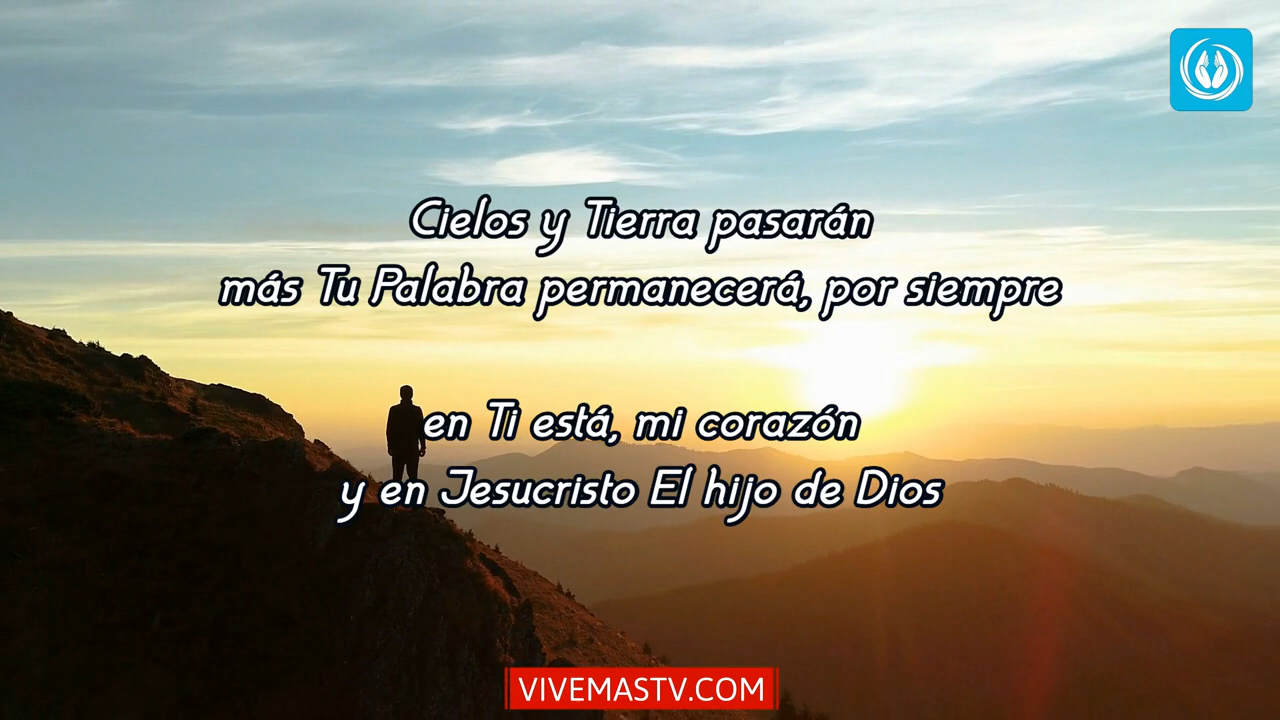 Cielos y Tierra pasarán
más Tu Palabra permanecerá, por siempre
en Ti está, mi corazón
y en Jesucristo El hijo de Dios
VIVEMASTV.COM